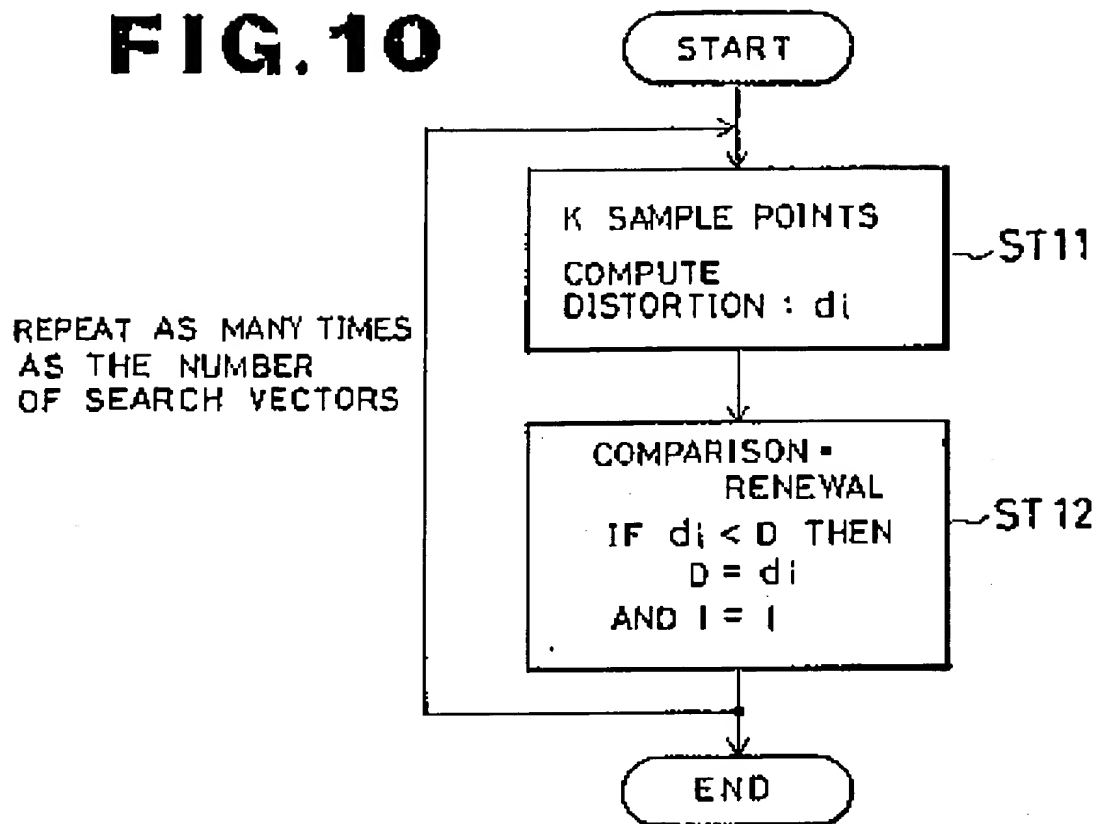 FIG.10
START
K SAMPLE POINTS
COMPUTE
DISTORTION : di
ST11
REPEAT AS MANY TIMES
AS THE NUMBER
OF SEARCH VECTORS
COMPARISON •
RENEWAL
IF di < D THEN
D = di
AND I = i
ST12
END